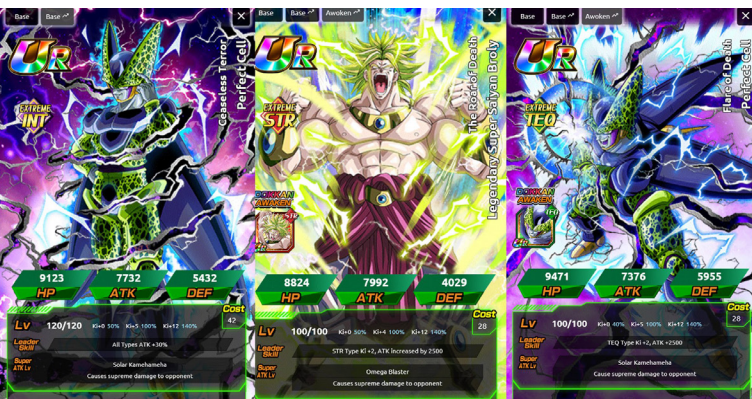 Base
Base
UR
EXTREME
INT
Ceaseless Terror
Perfect Cell
9123
7732
5432
HP
ATK
DEF
Cost
42
Lv
120/120
Ki+0 50%
Ki+5 100%
Ki+12 140%
Leader
Skill
All Types ATK +30%
Super
ATK Lv
Solar Kamehameha
Causes supreme damage to opponent
Base
Base
Awoken
UR
EXTREME
STR
The Roar of Death
Legendary Super Saiyan Broly
DOKKAN
AWAKEN
STR
SR
8824
7992
4029
HP
ATK
DEF
Cost
28
Lv
100/100
Ki+0 50%
Ki+4 100%
Ki+12 140%
Leader
Skill
STR Type Ki +2, ATK increased by 2500
Super
ATK Lv
Omega Blaster
Causes supreme damage to opponent
Base
Base
Awoken
UR
EXTREME
TEQ
Flare of Death
Perfect Cell
DOKKAN
AWAKEN
TEQ
SR
9471
7376
5955
HP
ATK
DEF
Cost
28
Lv
100/100
Ki+0 40%
Ki+5 100%
Ki+12 140%
Leader
Skill
TEQ Type Ki +2, ATK +2500
Super
ATK Lv
Solar Kamehameha
Cause supreme damage to opponent